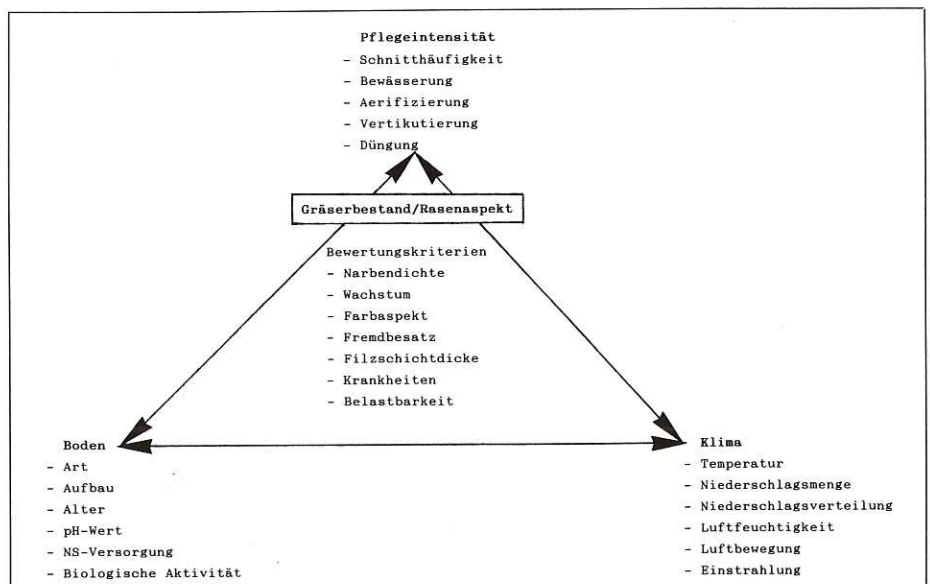 Pflegeintensität
- Schnitthäufigkeit
- Bewässerung
- Aerifizierung
- Vertikutierung
- Düngung
Gräserbestand/Rasenaspekt
Bewertungskriterien
- Narbendichte
- Wachstum
- Farbaspekt
- Fremdbesatz
- Filzschichtdicke
- Krankheiten
- Belastbarkeit
Boden
- Art
- Aufbau
- Alter
- pH-Wert
- NS-Versorgung
- Biologische Aktivität
Klima
- Temperatur
- Niederschlagsmenge
- Niederschlagsverteilung
- Luftfeuchtigkeit
- Luftbewegung
- Einstrahlung